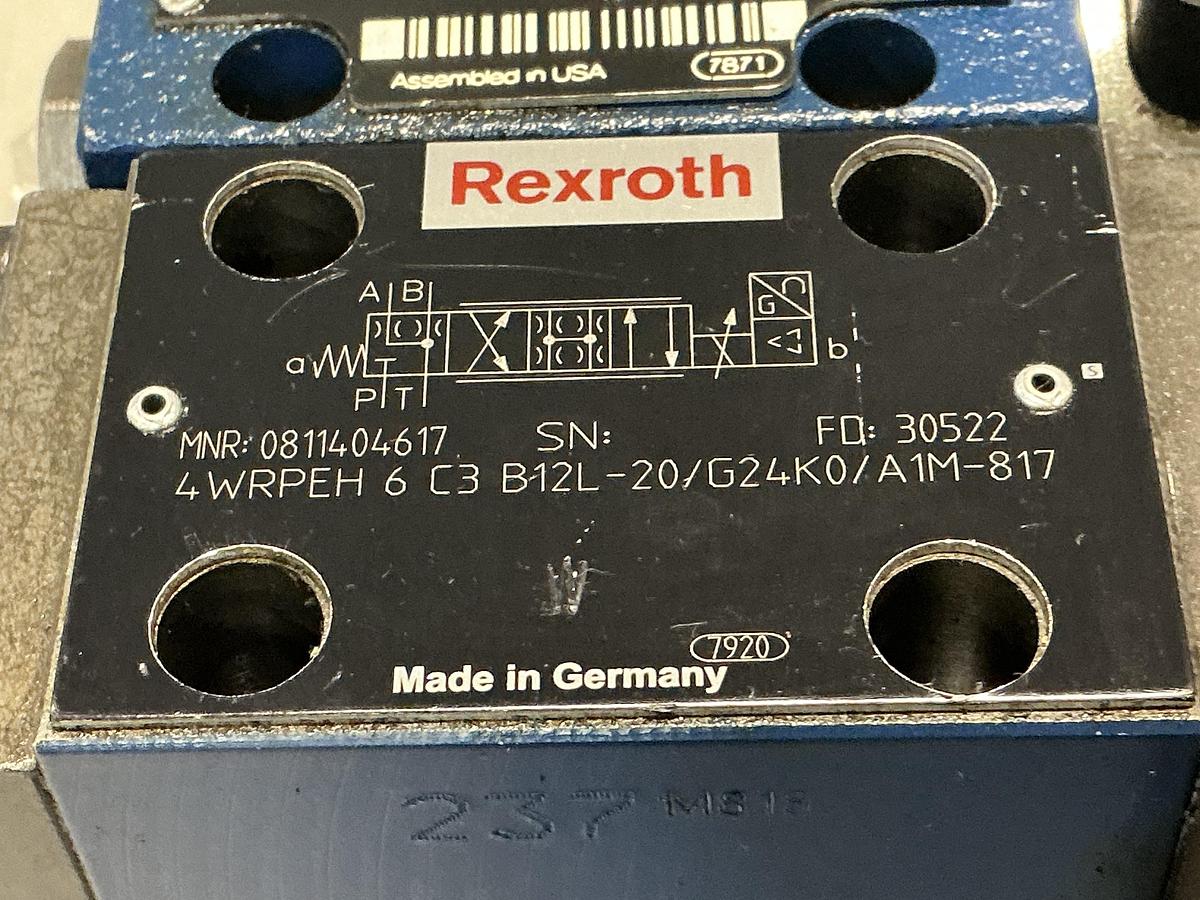 Assembled in USA 7871
Rexroth
A B
G
a T b
P T
S
MNR: 0811404617 SN: FD: 30522
4WRPEH 6 C3 B12L-20/G24K0/A1M-817
7920
Made in Germany
237